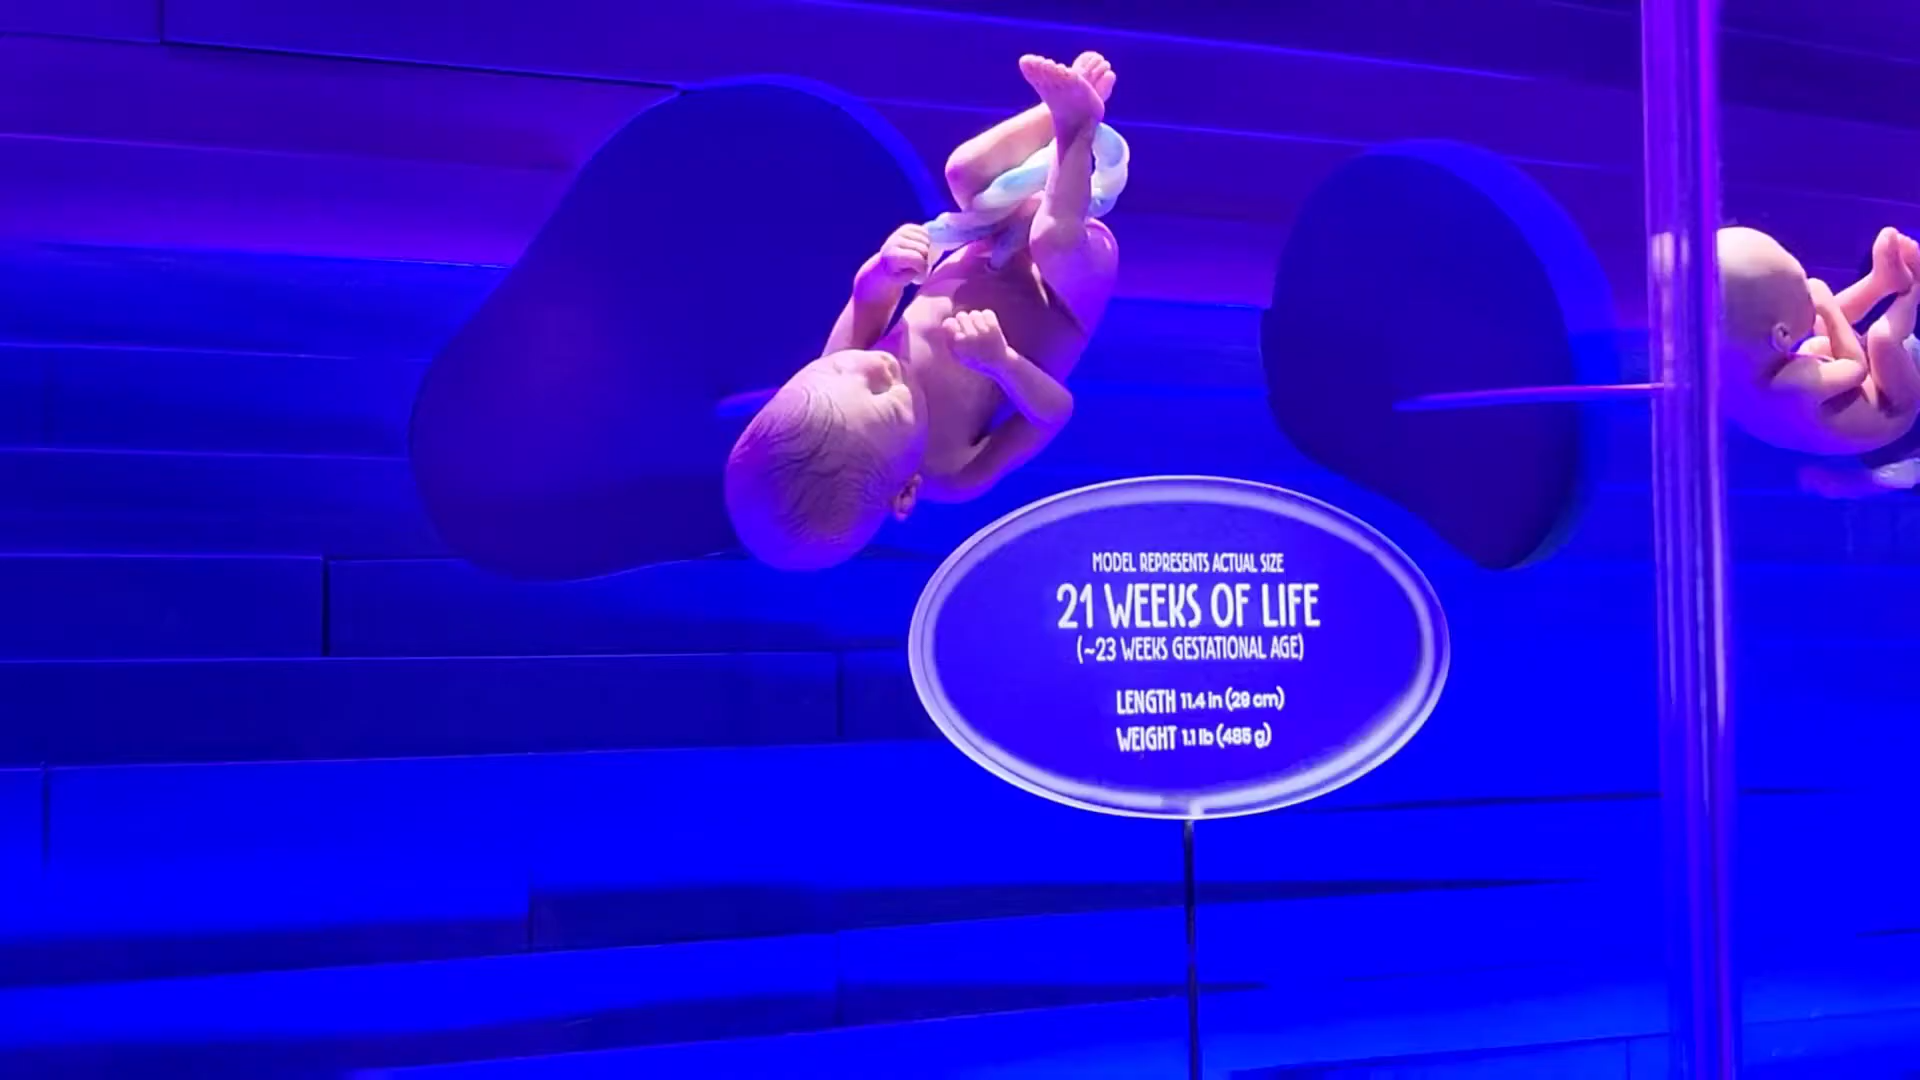 MODEL REPRESENTS ACTUAL SIZE
21 WEEKS OF LIFE
(~23 WEEKS GESTATIONAL AGE)
LENGTH 11.4 in (29 cm)
WEIGHT 1.1 lb (485 g)